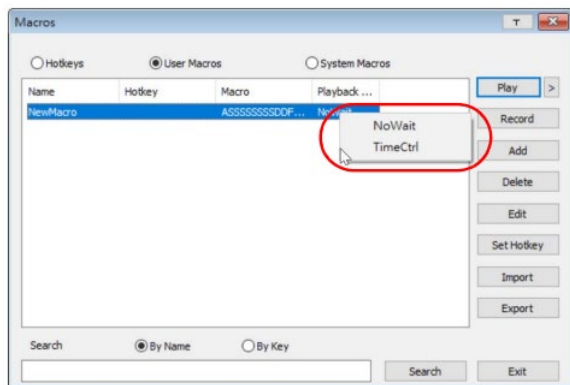 Macros
T
Hotkeys User Macros System Macros
Name Hotkey Macro Playback ... Play >
NewMacro ASSSSSSSSDDF...
NoWait Record
TimeCtrl Add
Delete
Edit
Set Hotkey
Import
Export
Search By Name By Key
Search Exit